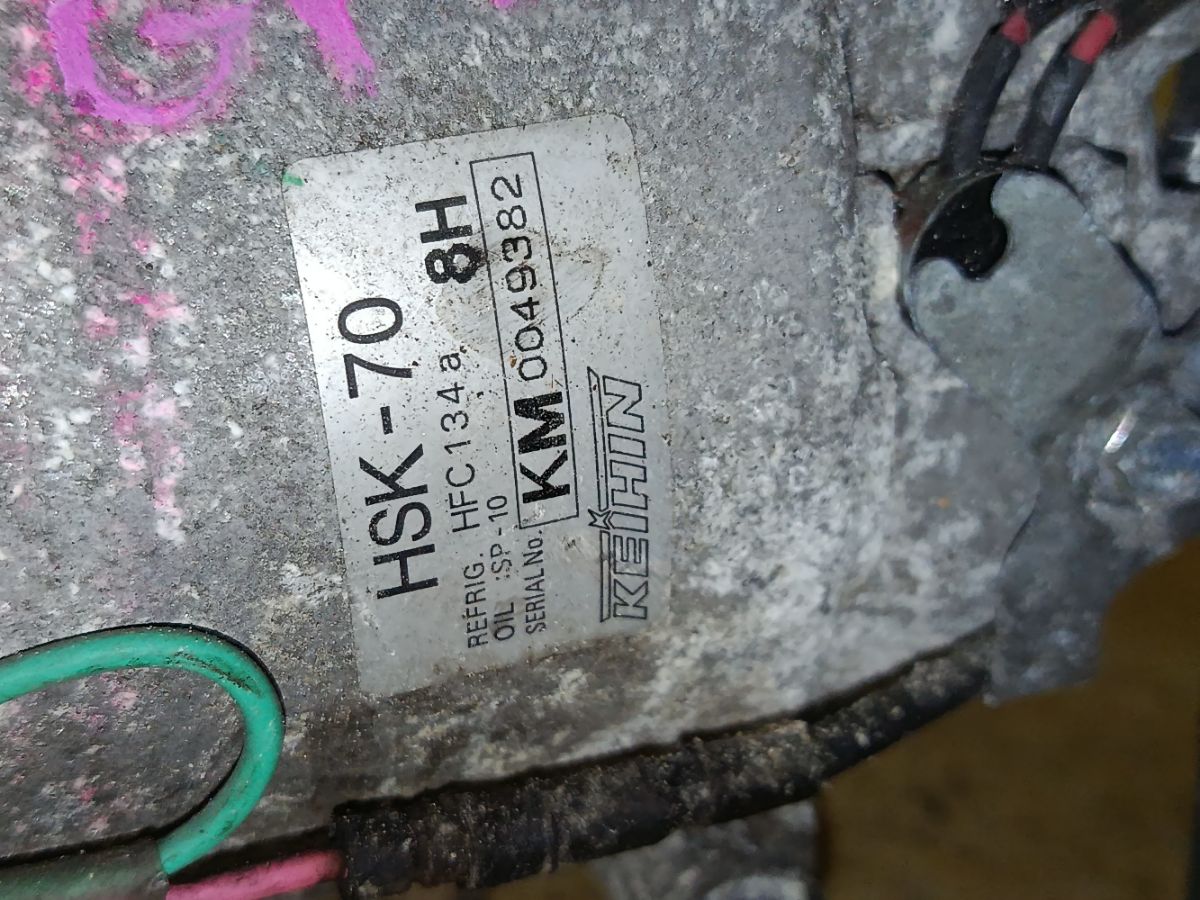 HSK-70 8H
REFRIG. HFC134a
OIL SP-10
SERIAL No. KM 0049382
KEIHIN